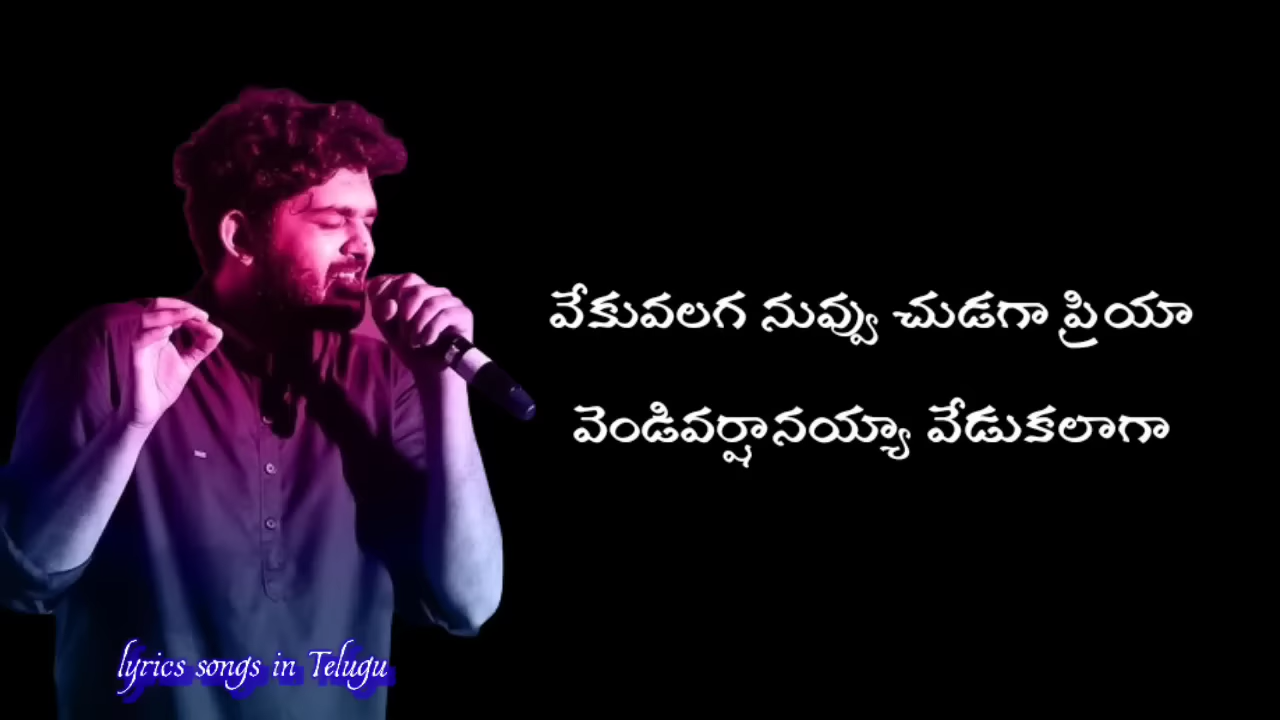 వేకువలగ నువ్వు చుడగా ప్రియా
వెండివర్షానయ్యా వేడుకలాగా
lyrics songs in Telugu